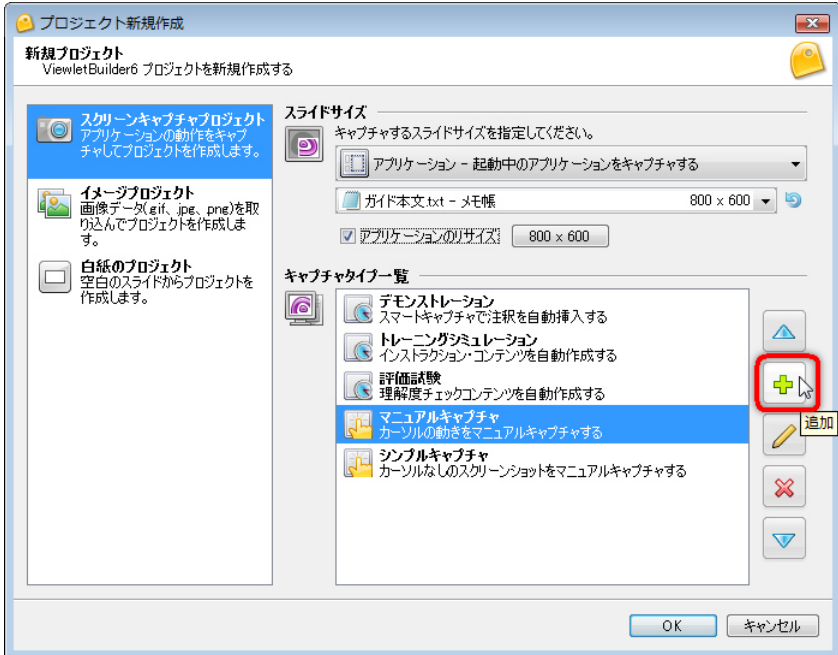 プロジェクト新規作成
新規プロジェクト
ViewletBuilder6 プロジェクトを新規作成する
スクリーンキャプチャプロジェクト
アプリケーションの動作をキャプ
チャしてプロジェクトを作成します。
イメージプロジェクト
画像データ(gif、jpg、png)を取
り込んでプロジェクトを作成しま
す。
白紙のプロジェクト
空白のスライドからプロジェクトを
作成します。
スライドサイズ
キャプチャするスライドサイズを指定してください。
アプリケーション - 起動中のアプリケーションをキャプチャする
ガイド本文.txt - メモ帳 800 x 600
アプリケーションのリサイズ 800 x 600
キャプチャタイプ一覧
デモンストレーション
スマートキャプチャで注釈を自動挿入する
トレーニングシミュレーション
インストラクション・コンテンツを自動作成する
評価試験
理解度チェックコンテンツを自動作成する
マニュアルキャプチャ
カーソルの動きをマニュアルキャプチャする
シンプルキャプチャ
カーソルなしのスクリーンショットをマニュアルキャプチャする
追加
OK キャンセル